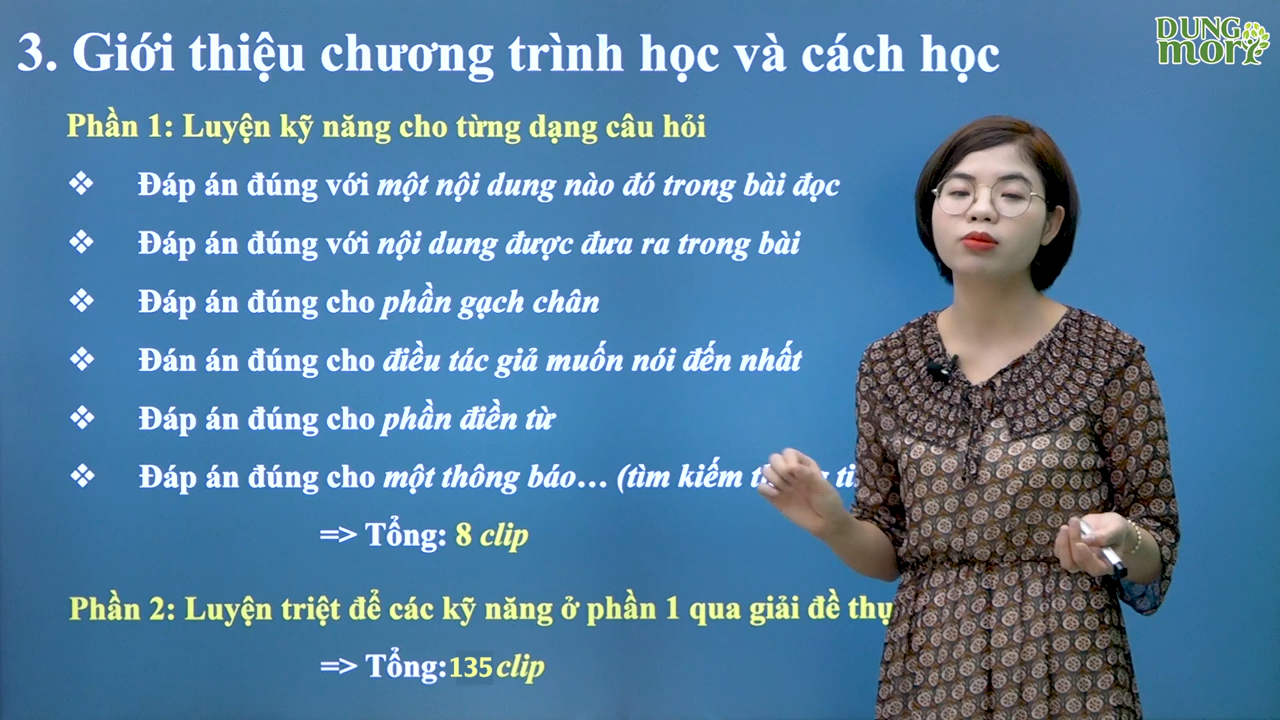 3. Giới thiệu chương trình học và cách học
DUNG
mori
Phần 1: Luyện kỹ năng cho từng dạng câu hỏi
❖ Đáp án đúng với một nội dung nào đó trong bài đọc
❖ Đáp án đúng với nội dung được đưa ra trong bài
❖ Đáp án đúng cho phần gạch chân
❖ Đán án đúng cho điều tác giả muốn nói đến nhất
❖ Đáp án đúng cho phần điền từ
❖ Đáp án đúng cho một thông báo… (tìm kiếm
=> Tổng: 8 clip
Phần 2: Luyện triệt để các kỹ năng ở phần 1 qua giải đề
=> Tổng:135 clip